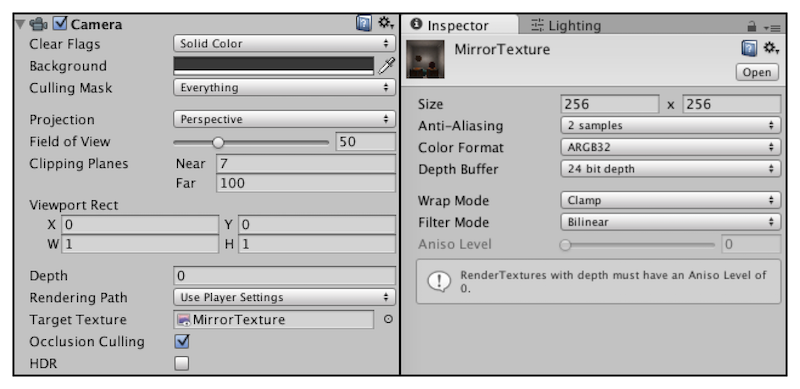 Camera
Clear Flags Solid Color
Background
Culling Mask Everything
Projection Perspective
Field of View 50
Clipping Planes Near 7
Far 100
Viewport Rect
X 0 Y 0
W 1 H 1
Depth 0
Rendering Path Use Player Settings
Target Texture MirrorTexture
Occlusion Culling
HDR
Inspector Lighting
MirrorTexture
Open
Size 256 x 256
Anti-Aliasing 2 samples
Color Format ARGB32
Depth Buffer 24 bit depth
Wrap Mode Clamp
Filter Mode Bilinear
Aniso Level 0
RenderTextures with depth must have an Aniso Level of
0.